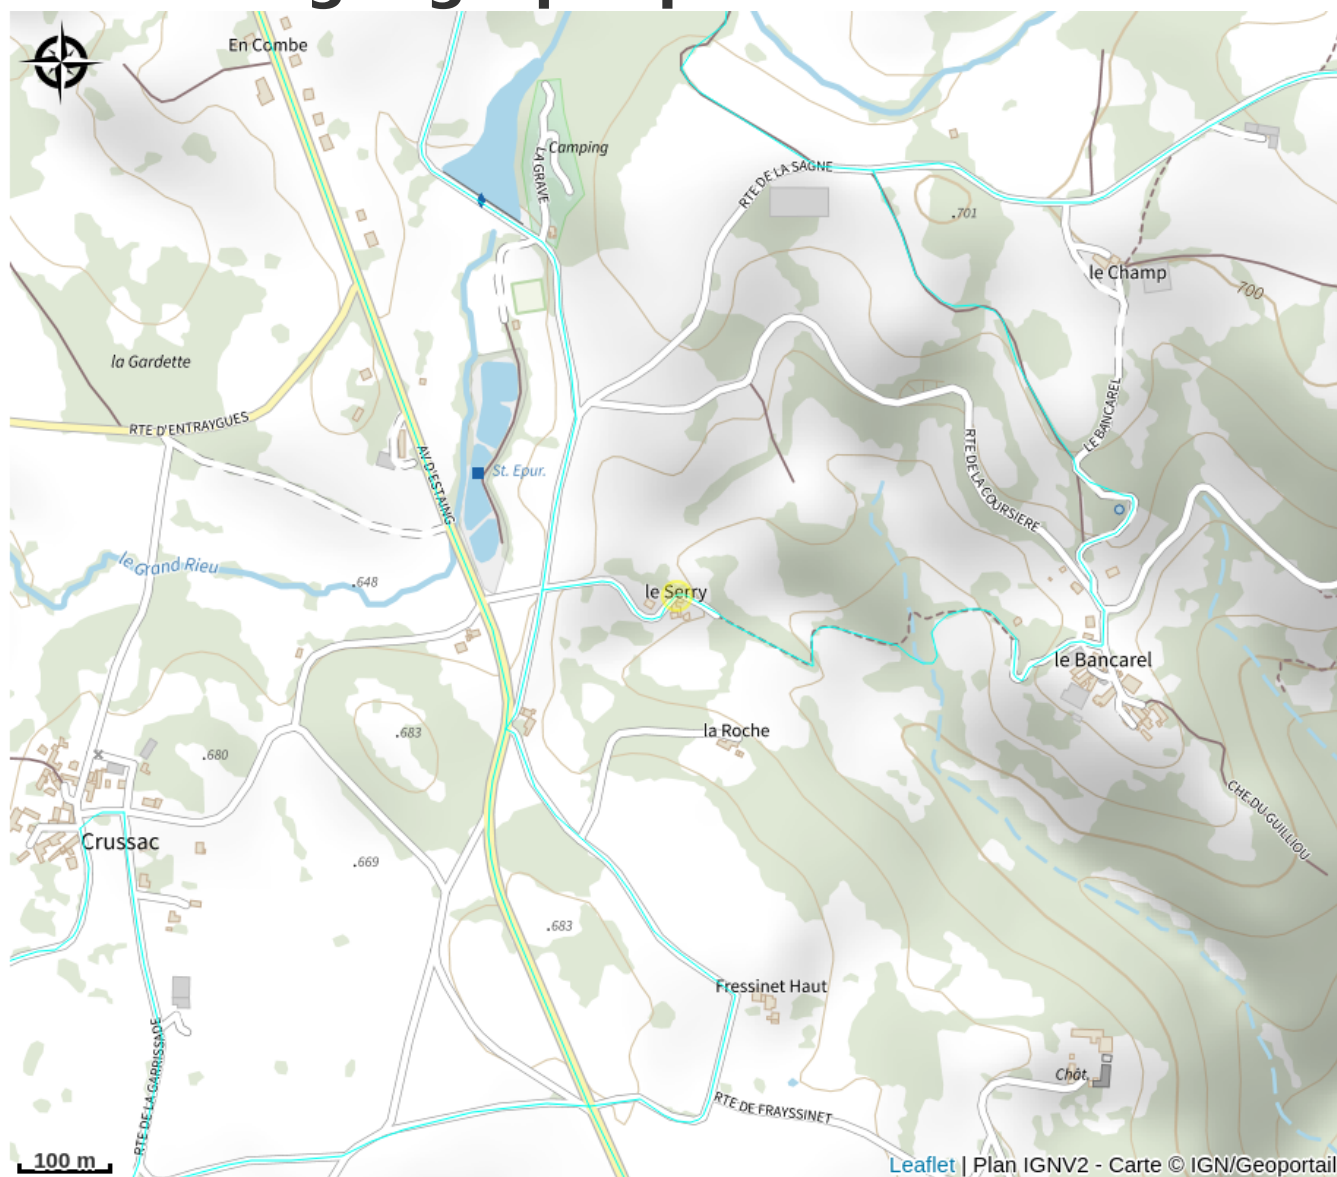 En Combe
Camping
LA GRAVE
RTE DE LA SAGNE
.701
le Champ
700
la Gardette
RTE D'ENTRAYGUES
AV D'ESTAING
St. Epur.
LE BANCAREL
RTE DE LA COURSIERE
le Grand Rieu
.648
le Serry
le Bancarel
.683
la Roche
.680
CHE DU GUILLIOU
Crussac
.669
.683
Fressinet Haut
RTE DE LA GARRISSADE
Chât.
RTE DE FRAYSSINET
100 m
Leaflet | Plan IGNV2 - Carte © IGN/Geoportail